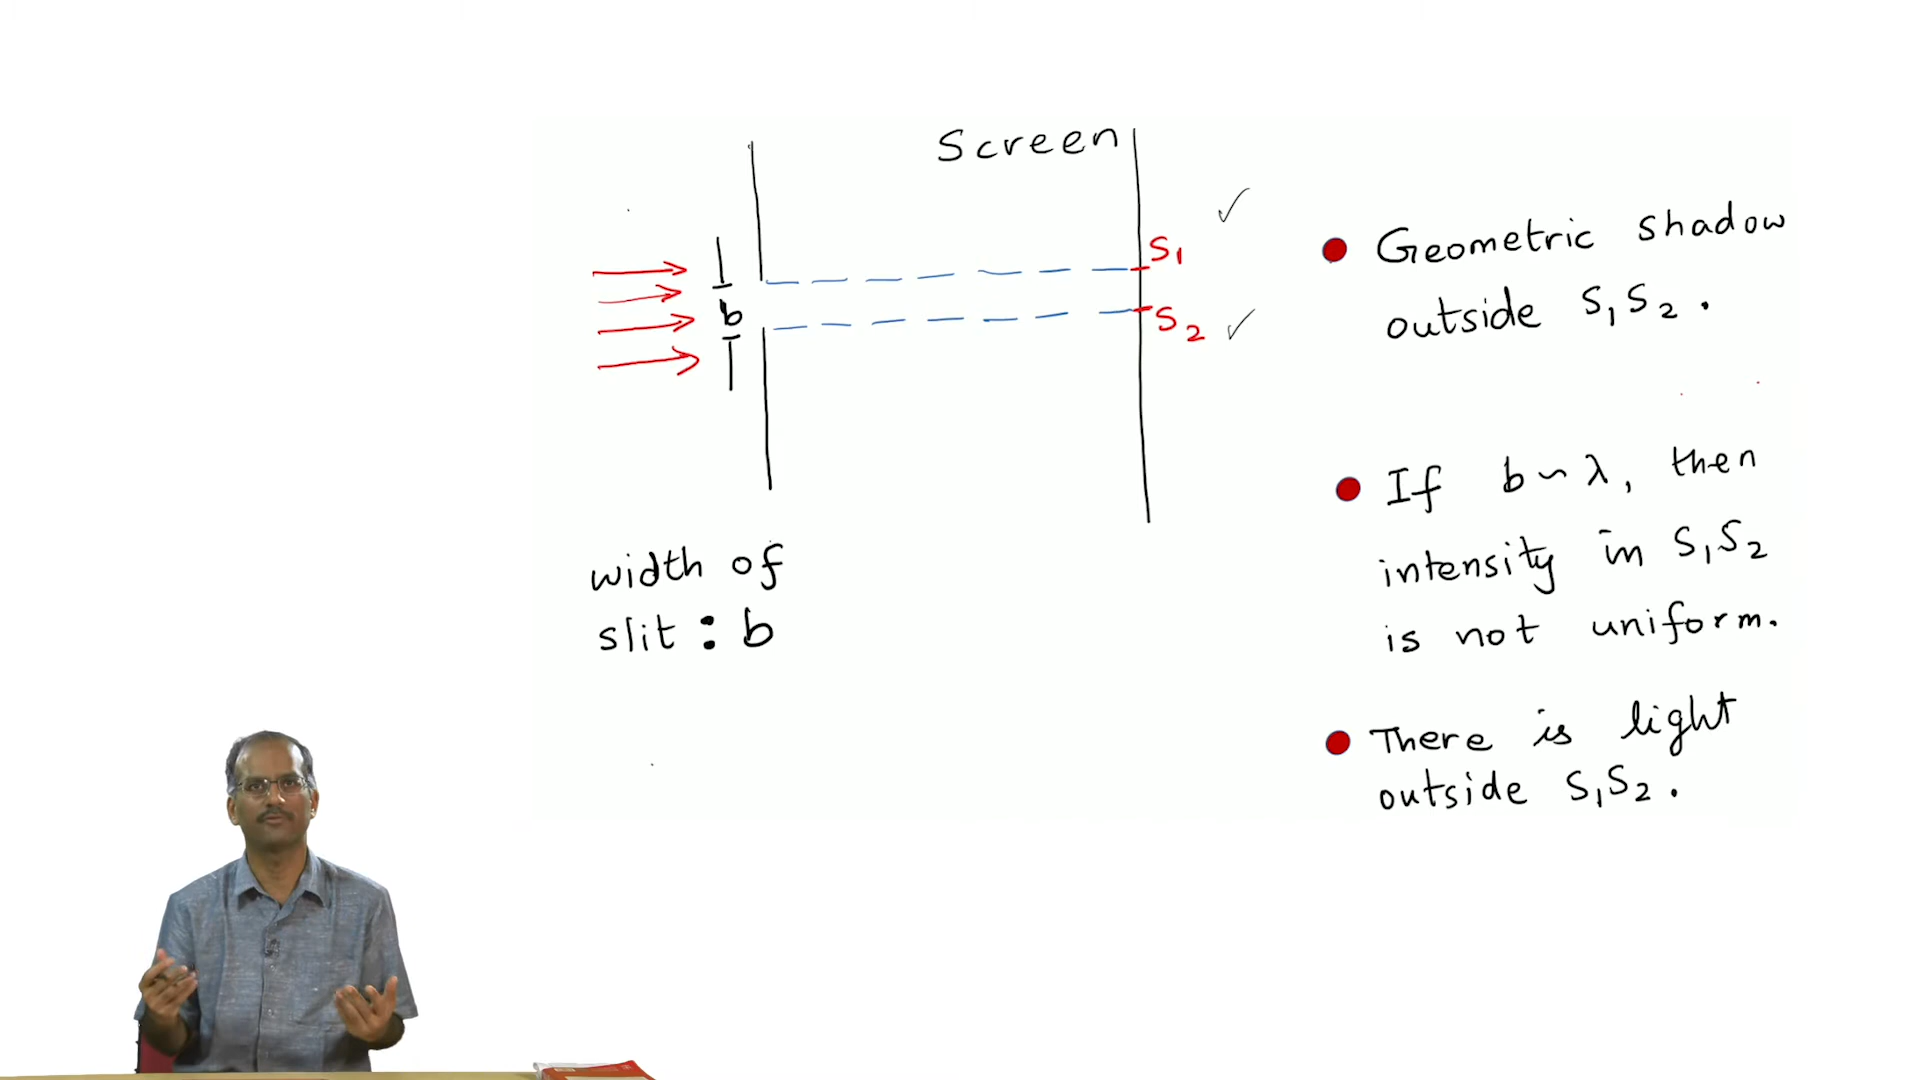 Screen
b
S1
S2
width of
slit : b
Geometric shadow
outside S1S2.
If b ~ λ, then
intensity in S1S2
is not uniform.
There is light
outside S1S2.